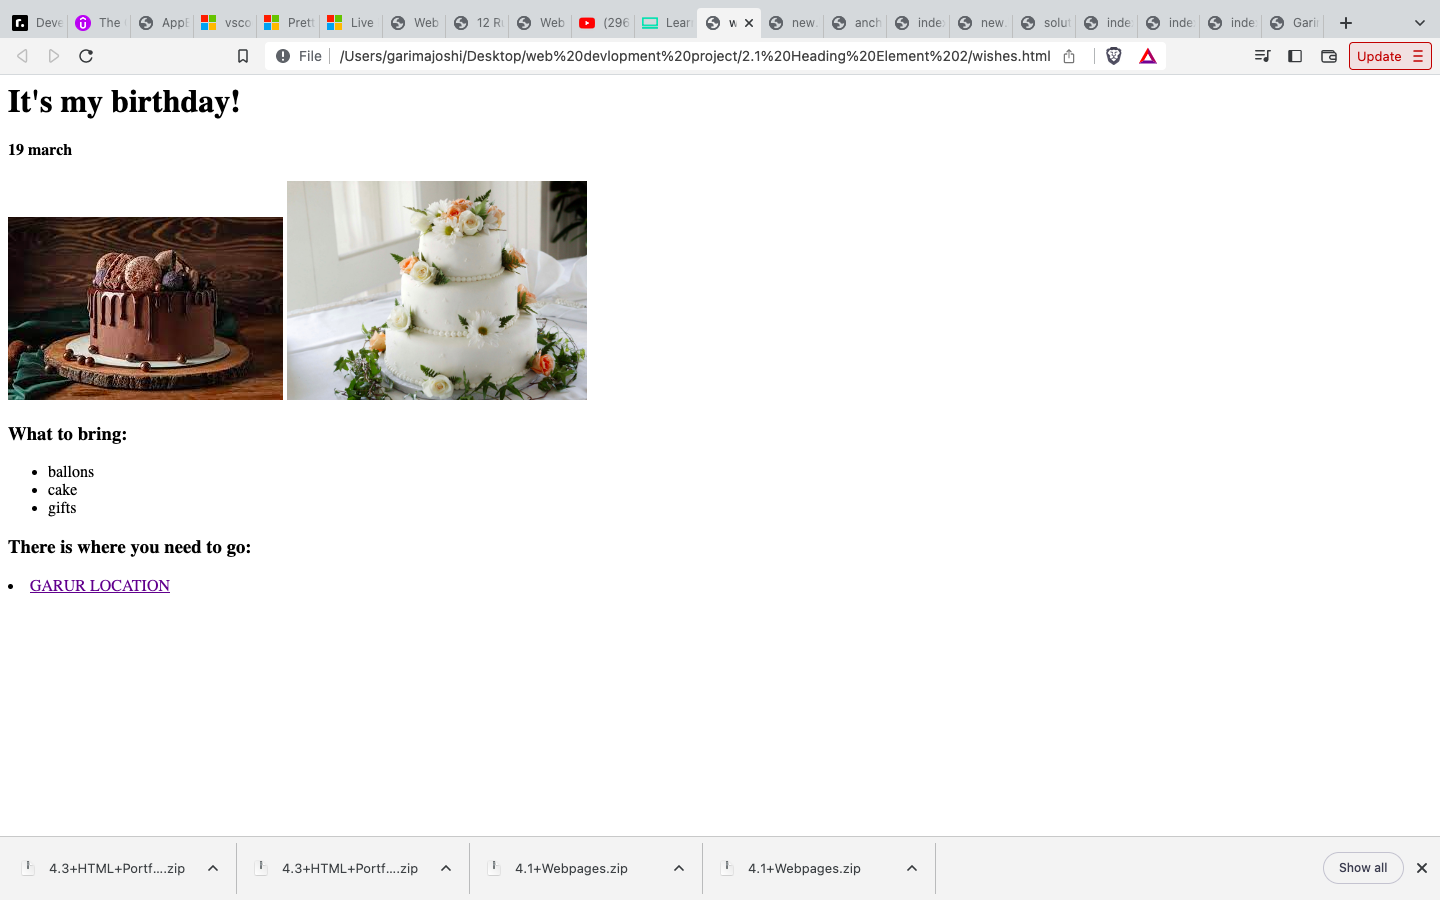 Deve
The
AppE
vsco
Pret
Live
Web
12 R
Web
(296
Lear
w
new.
anch
inde
new.
solut
inde
inde
inde
Garin
File
/Users/garimajoshi/Desktop/web%20devlopment%20project/2.1%20Heading%20Element%202/wishes.html
Update
It's my birthday!
19 march
What to bring:
ballons
cake
gifts
There is where you need to go:
GARUR LOCATION
4.3+HTML+Portf....zip
4.3+HTML+Portf....zip
4.1+Webpages.zip
4.1+Webpages.zip
Show all